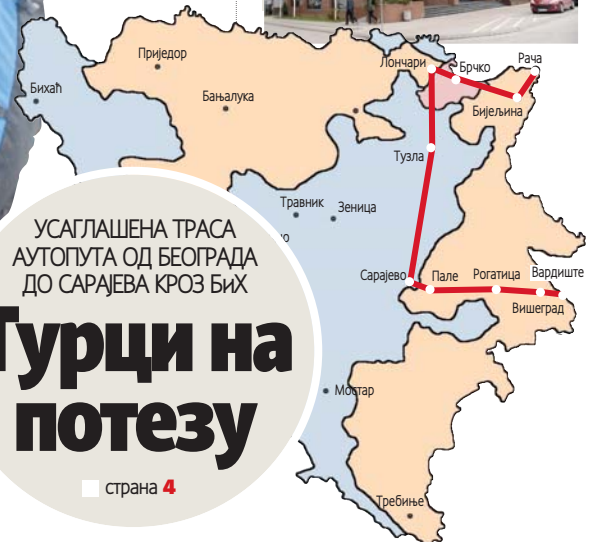 Приједор
Бихаћ
Бањалука
Лончари
Брчко
Рача
Бијељина
Тузла
Травник
Зеница
Сарајево
Пале
Рогатица
Вардиште
Вишеград
Мостар
Требиње
УСАГЛАШЕНА ТРАСА
АУТОПУТА ОД БЕОГРАДА
ДО САРАЈЕВА КРОЗ БиХ
Турци на
потезу
страна 4